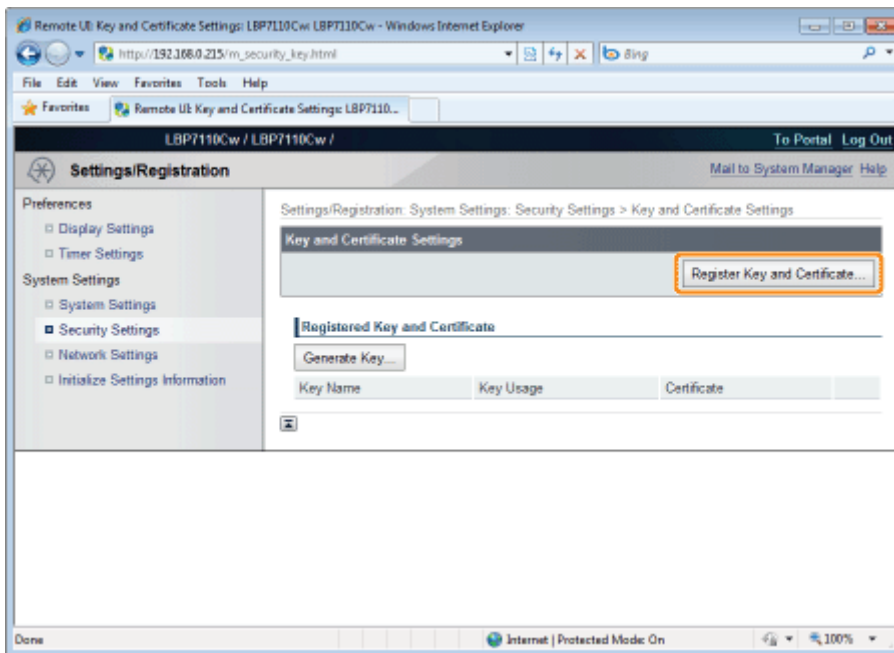 Remote UI: Key and Certificate Settings: LBP7110Cw: LBP7110Cw - Windows Internet Explorer
http://192.168.0.215/m_security_key.html
Bing
File Edit View Favorites Tools Help
Favorites Remote UI: Key and Certificate Settings: LBP7110...
LBP7110Cw / LBP7110Cw /
To Portal Log Out
Settings/Registration
Mail to System Manager Help
Preferences
Display Settings
Timer Settings
System Settings
System Settings
Security Settings
Network Settings
Initialize Settings Information
Settings/Registration: System Settings: Security Settings > Key and Certificate Settings
Key and Certificate Settings
Register Key and Certificate...
Registered Key and Certificate
Generate Key...
Key Name Key Usage Certificate
Done Internet | Protected Mode: On 100%